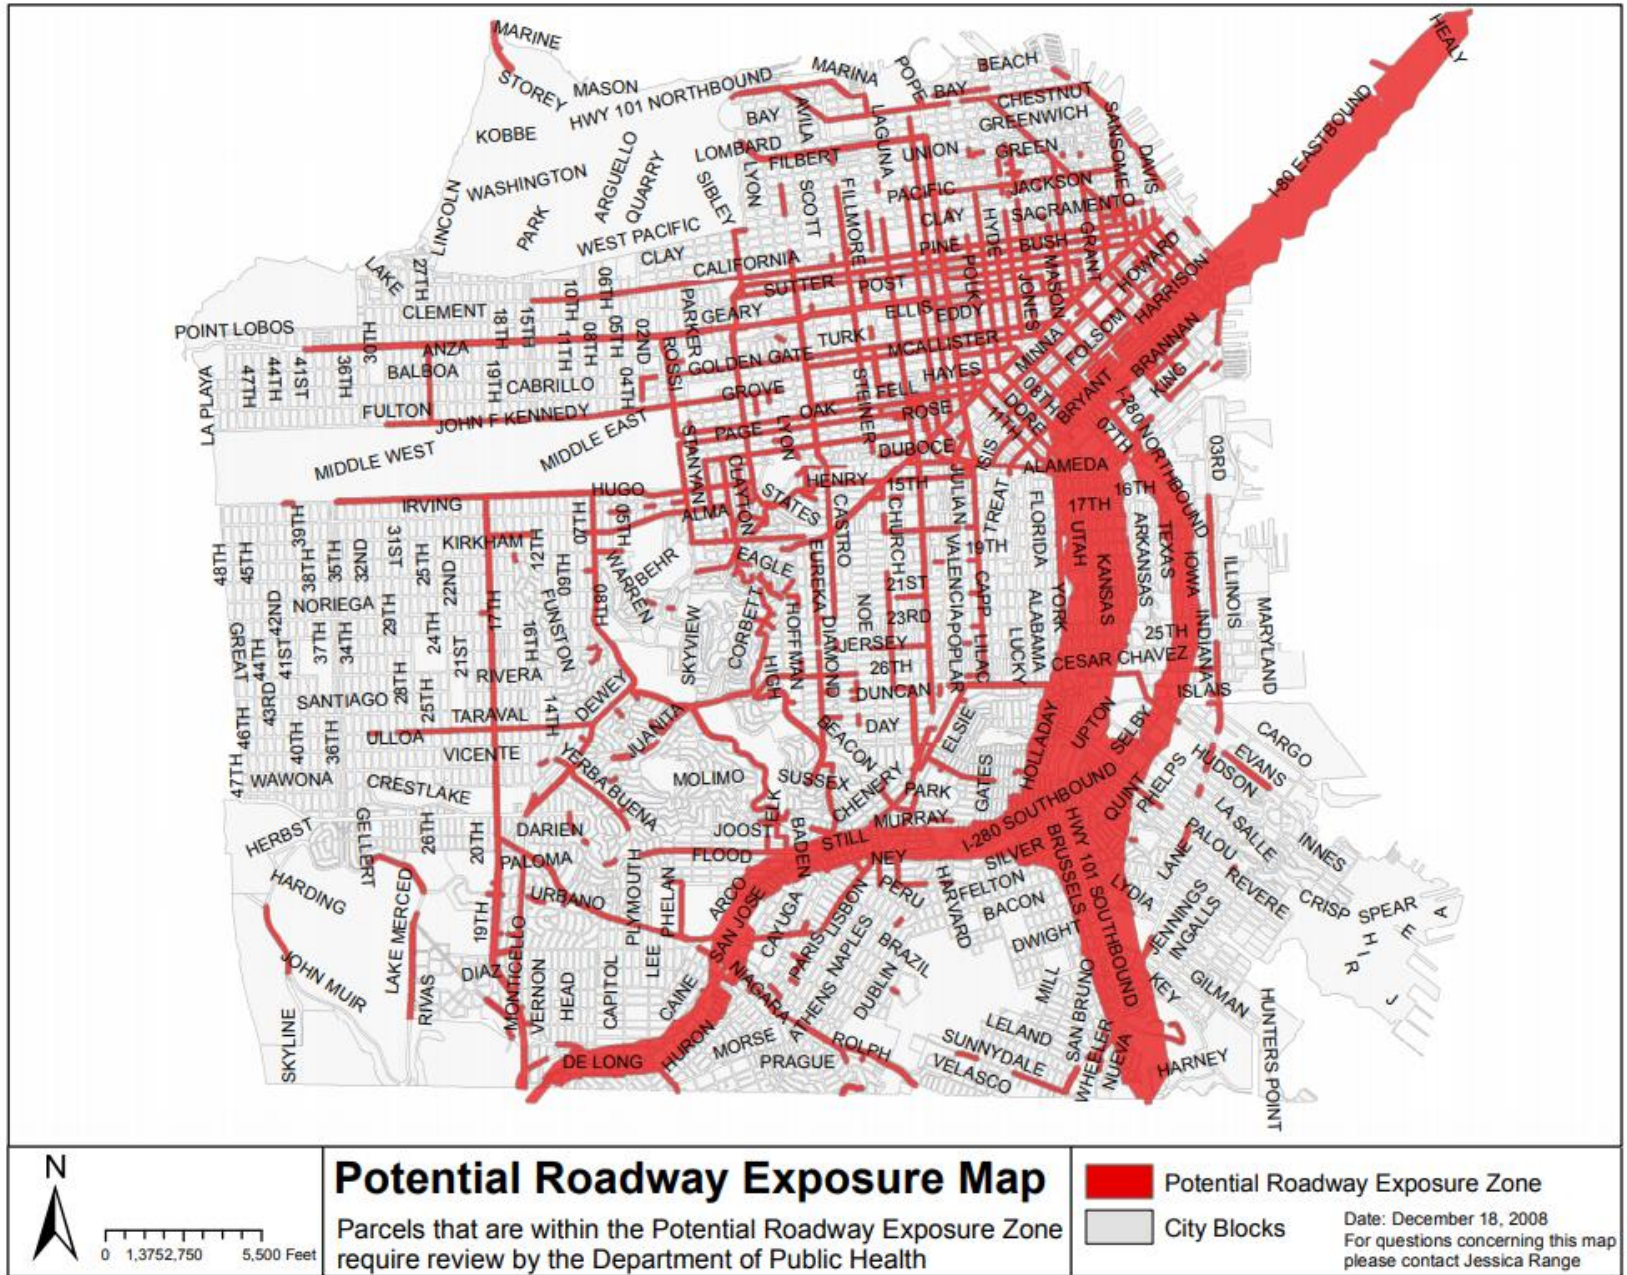 MARINE
HEALY
STOREY
MASON
HWY 101 NORTHBOUND
MARINA
POPE
BEACH
BAY
CHESTNUT
GREENWICH
KOBBE
BAY
AVILA
LAGUNA
SANSOME
I-80 EASTBOUND
ARGUELLO
QUARRY
LOMBARD
FILBERT
UNION
GREEN
DAVIS
WASHINGTON
SIBLEY
LYON
SCOTT
FILLMORE
PACIFIC
JACKSON
LINCOLN
PARK
WEST PACIFIC
CLAY
HYDE
SACRAMENTO
CLAY
CALIFORNIA
PINE
BUSH
GRANT
HOWARD
LAKE
27TH
06TH
10TH
SUTTER
POST
POLK
JONES
MASON
HARRISON
CLEMENT
18TH
15TH
PARKER
GEARY
ELLIS
EDDY
POINT LOBOS
30TH
ANZA
11TH
08TH
05TH
02ND
ROSSI
TURK
MCALLISTER
MINNA
FOLSOM
BRANNAN
LA PLAYA
47TH
44TH
41ST
36TH
BALBOA
19TH
CABRILLO
04TH
GOLDEN GATE
STEINER
FELL
HAYES
08TH
BRYANT
KING
FULTON
JOHN F KENNEDY
GROVE
OAK
ROSE
DORE
11TH
I-280 NORTHBOUND
07TH
MIDDLE WEST
MIDDLE EAST
STANYAN
PAGE
LYON
DUBOCE
ISIS
ALAMEDA
03RD
IRVING
HUGO
CLAYTON
HENRY
15TH
STATES
JULIAN
TREAT
FLORIDA
17TH
16TH
39TH
07TH
05TH
ALMA
CASTRO
CHURCH
UTAH
ARKANSAS
TEXAS
48TH
45TH
38TH
35TH
32ND
31ST
25TH
KIRKHAM
12TH
09TH
WARREN
BEHR
EAGLE
EUREKA
19TH
VALENCIA
CAPP
KANSAS
IOWA
ILLINOIS
NORIEGA
22ND
29TH
17TH
FUNSTON
08TH
CORBETT
HOFFMAN
NOE
21ST
23RD
ALABAMA
YORK
INDIANA
MARYLAND
GREAT
44TH
42ND
41ST
37TH
34TH
24TH
21ST
19TH
SKYVIEW
DIAMOND
JERSEY
POPLAR
LILAC
LUCKY
25TH
RIVERA
HIGH
26TH
CESAR CHAVEZ
46TH
43RD
SANTIAGO
28TH
25TH
TARAVAL
14TH
DEWEY
DUNCAN
ISLAIS
40TH
36TH
ULLOA
VICENTE
JUANITA
BEACON
DAY
ELSIE
HOLLADAY
UPTON
SELBY
CARGO
47TH
WAWONA
CRESTLAKE
YERBA BUENA
MOLIMO
SUSSEX
CHENERY
PARK
GATES
QUINT
PHELPS
HUDSON
EVANS
HERBST
GELLERT
26TH
20TH
DARIEN
JOOST
ELK
BADEN
STILL
MURRAY
I-280 SOUTHBOUND
LA SALLE
INNES
PALOMA
FLOOD
NEY
SILVER
BRUSSELS
HWY 101 SOUTHBOUND
LANE
PALOU
HARDING
LAKE MERCED
URBANO
PLYMOUTH
PHELAN
ARCO
SAN JOSE
CAYUGA
LISBON
PERU
HARVARD
FELTON
BACON
LYDIA
REVERE
CRISP
SPEAR
A
E
H
I
R
J
19TH
MONTICELLO
LEE
PARIS
NAPLES
BRAZIL
DWIGHT
JENNINGS
INGALLS
JOHN MUIR
RIVAS
DIAZ
VERNON
HEAD
CAPITOL
CAINE
NIAGARA
ATHENS
DUBLIN
MILL
KEY
GILMAN
SKYLINE
DE LONG
HURON
MORSE
PRAGUE
ROLPH
LELAND
SUNNYDALE
VELASCO
SAN BRUNO
WHEELER
NUEVA
HARNEY
HUNTERS POINT
N
0 1,3752,750 5,500 Feet
Potential Roadway Exposure Map
Parcels that are within the Potential Roadway Exposure Zone
require review by the Department of Public Health
Potential Roadway Exposure Zone
City Blocks
Date: December 18, 2008
For questions concerning this map
please contact Jessica Range